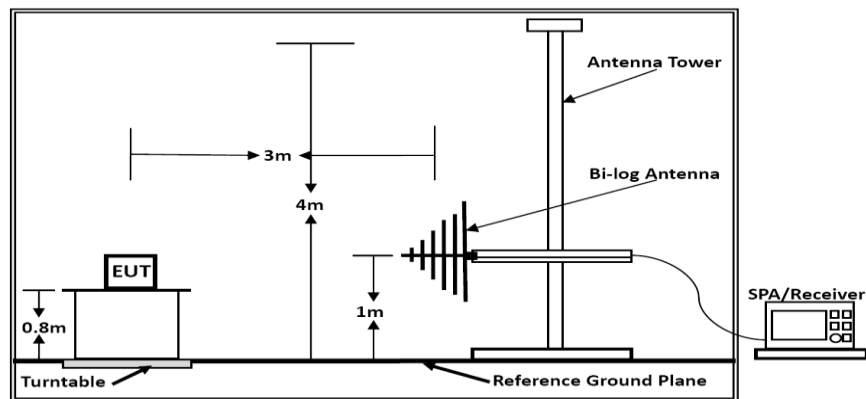 Antenna Tower
3m
Bi-log Antenna
4m
EUT
1m
SPA/Receiver
0.8m
Turntable
Reference Ground Plane